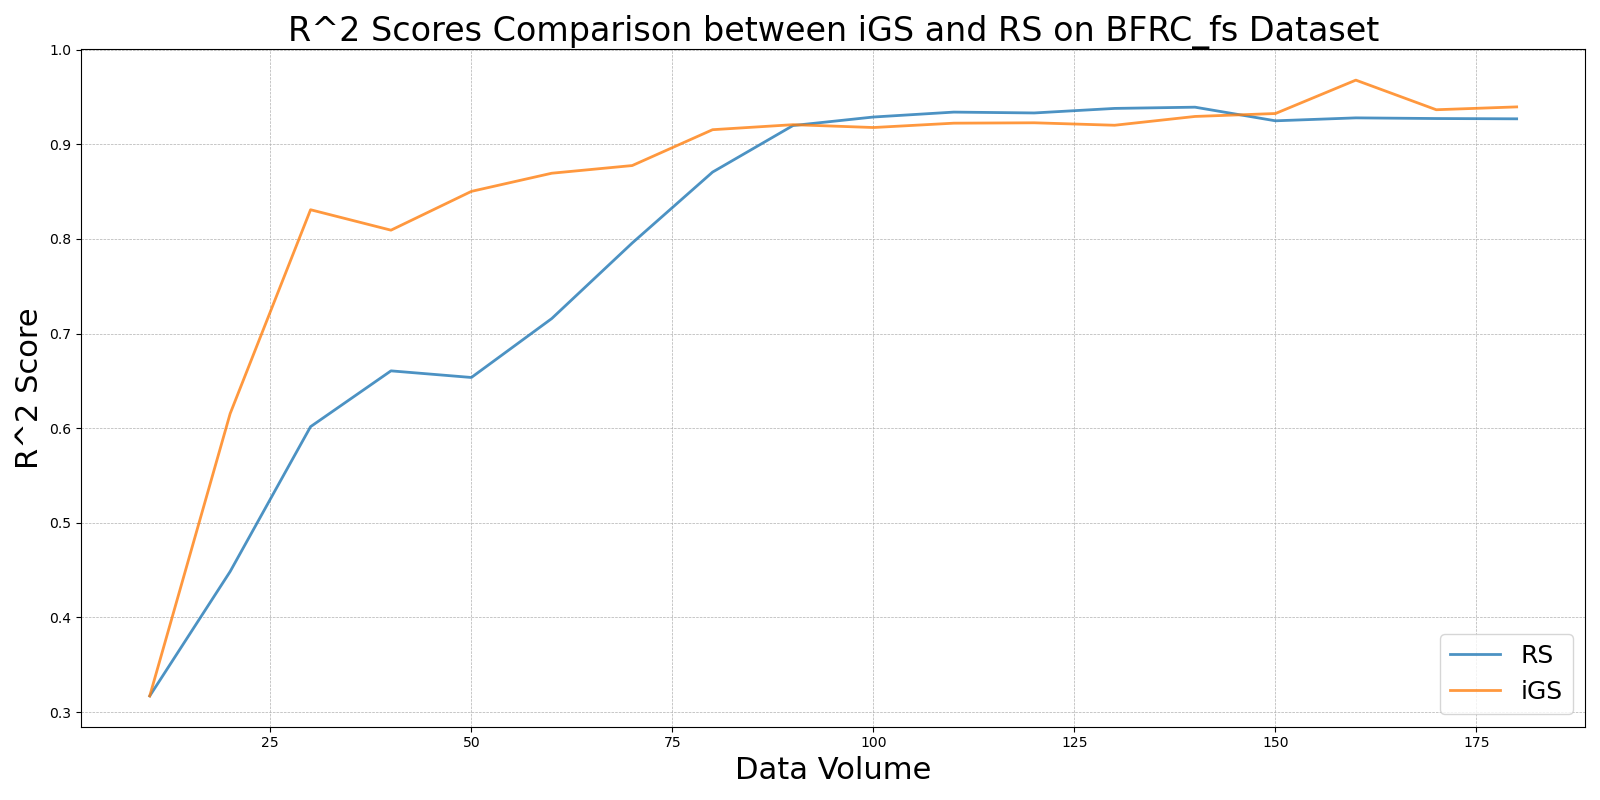 R^2 Scores Comparison between iGS and RS on BFRC_fs Dataset
R^2 Score
1.0
0.9
0.8
0.7
0.6
0.5
0.4
0.3
RS
iGS
25 50 75 100 125 150 175
Data Volume